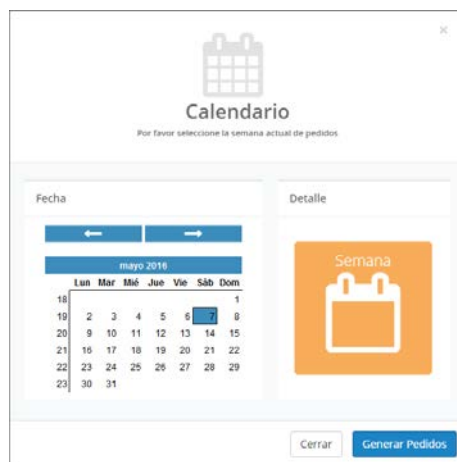 ×
Calendario
Por favor seleccione la semana actual de pedidos
Fecha
mayo 2016
Lun Mar Mié Jue Vie Sáb Dom
18 1
19 2 3 4 5 6 7 8
20 9 10 11 12 13 14 15
21 16 17 18 19 20 21 22
22 23 24 25 26 27 28 29
23 30 31
Detalle
Semana
Cerrar Generar Pedidos